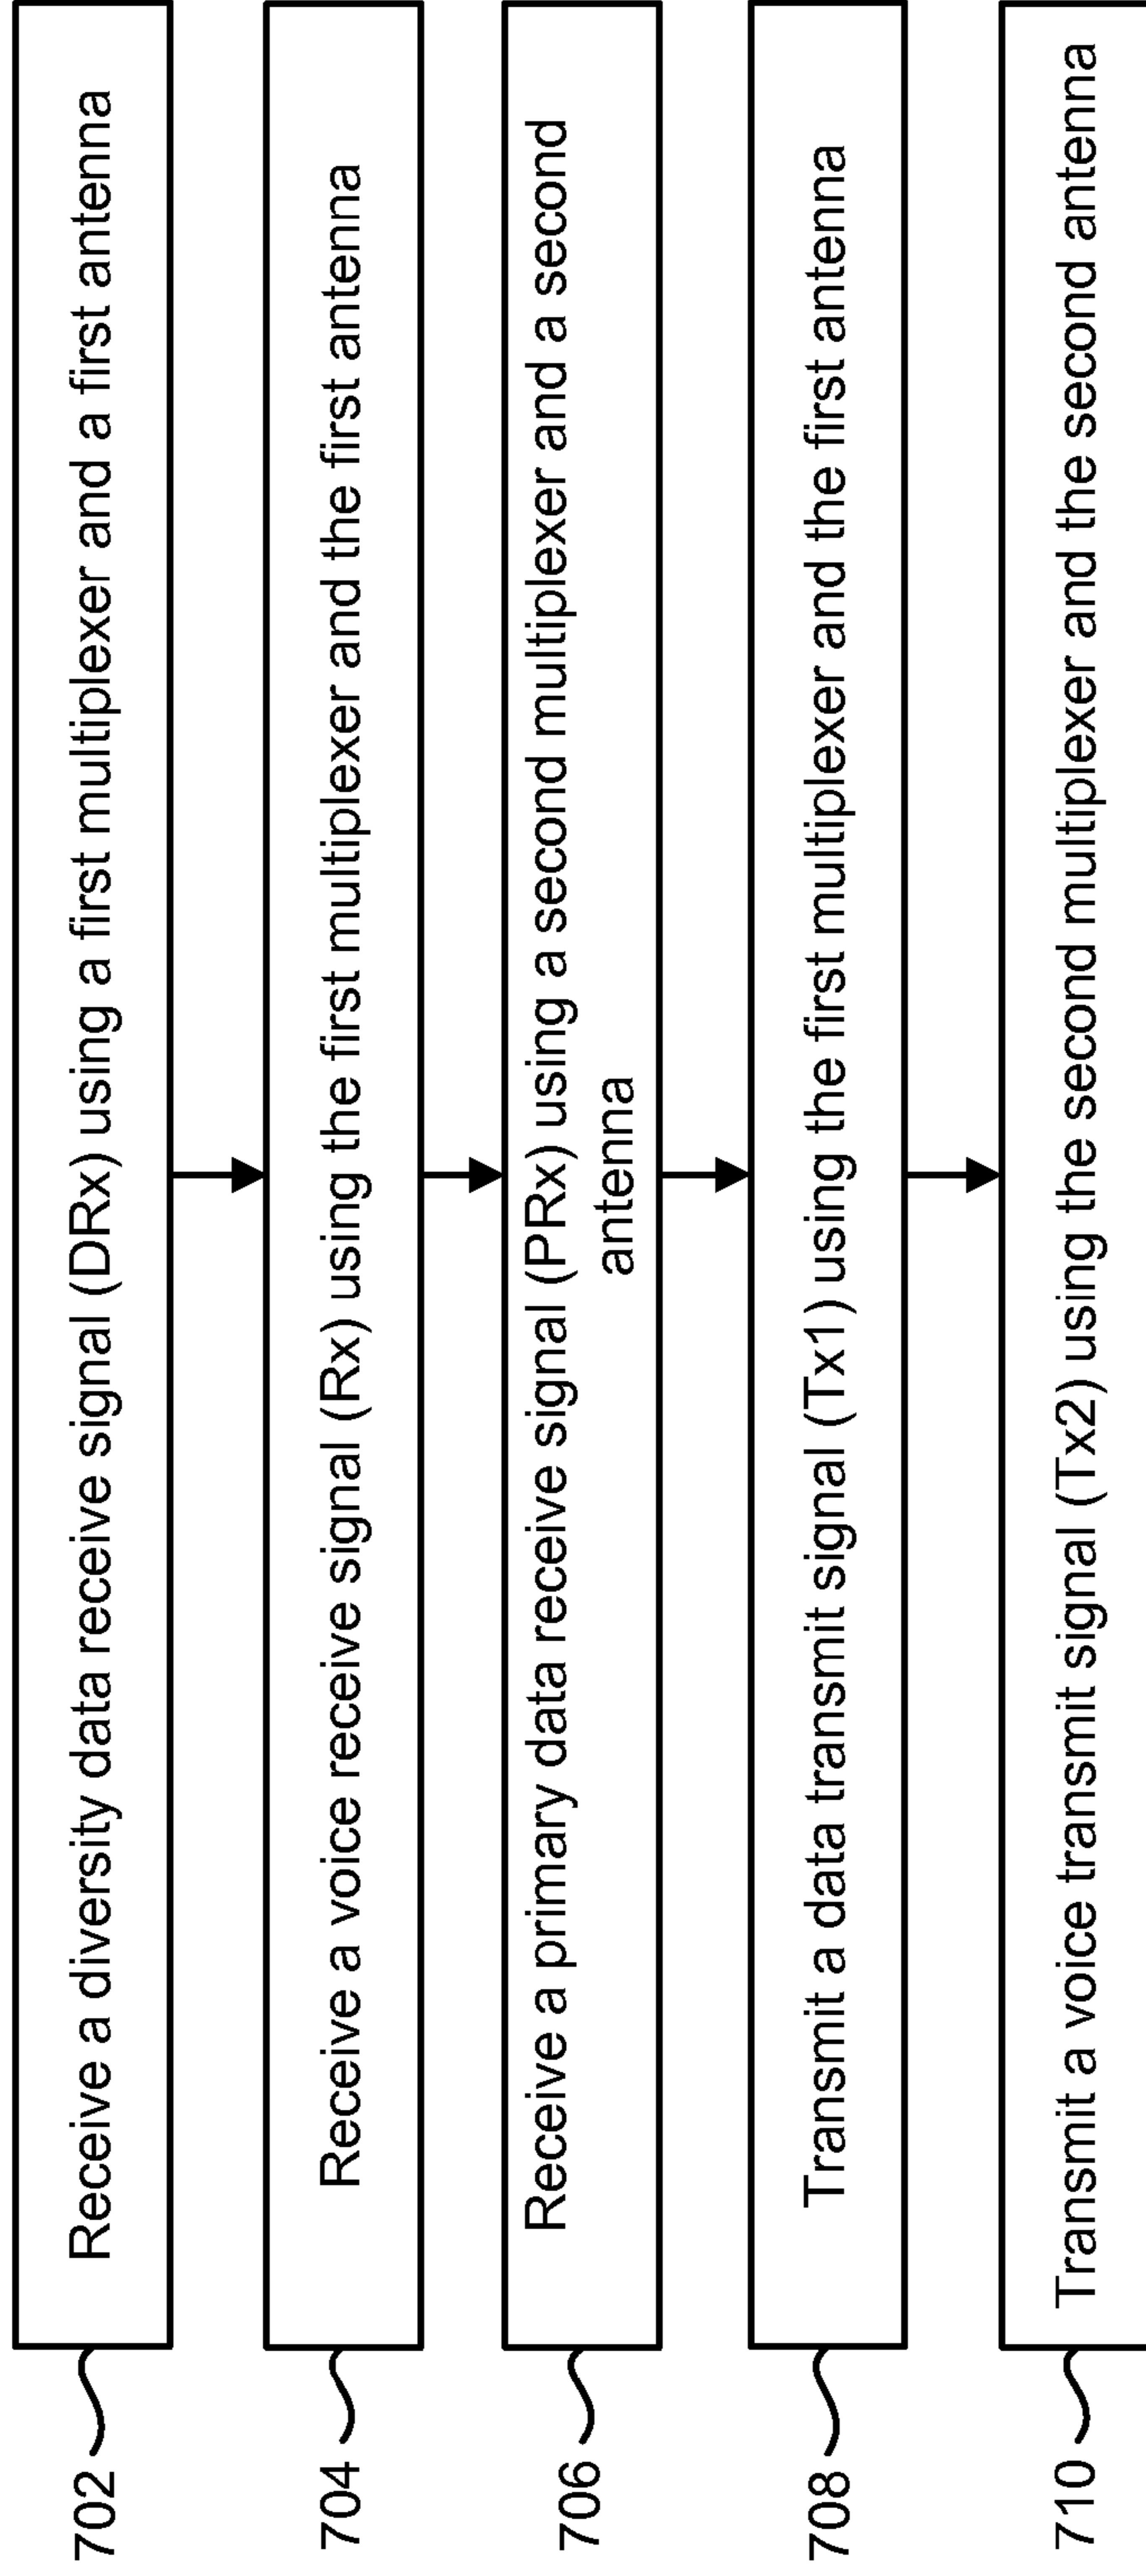 702
Receive a diversity data receive signal (DRx) using a first multiplexer and a first antenna
704
Receive a voice receive signal (Rx) using the first multiplexer and the first antenna
706
Receive a primary data receive signal (PRx) using a second multiplexer and a second
antenna
708
Transmit a data transmit signal (Tx1) using the first multiplexer and the first antenna
710
Transmit a voice transmit signal (Tx2) using the second multiplexer and the second antenna